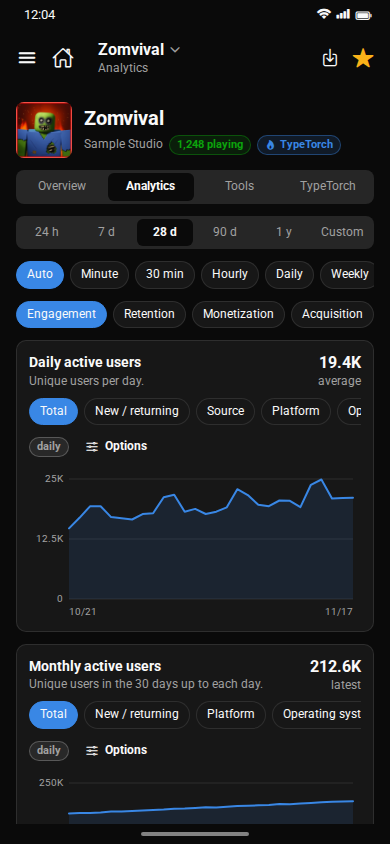 12:04
Zomvival
Analytics
Zomvival
Sample Studio 1,248 playing TypeTorch
Overview Analytics Tools TypeTorch
24 h 7 d 28 d 90 d 1 y Custom
Auto Minute 30 min Hourly Daily Weekly
Engagement Retention Monetization Acquisition
Daily active users 19.4K
Unique users per day. average
Total New / returning Source Platform Op
daily Options
25K
12.5K
0
10/21 11/17
Monthly active users 212.6K
Unique users in the 30 days up to each day. latest
Total New / returning Platform Operating syst
daily Options
250K